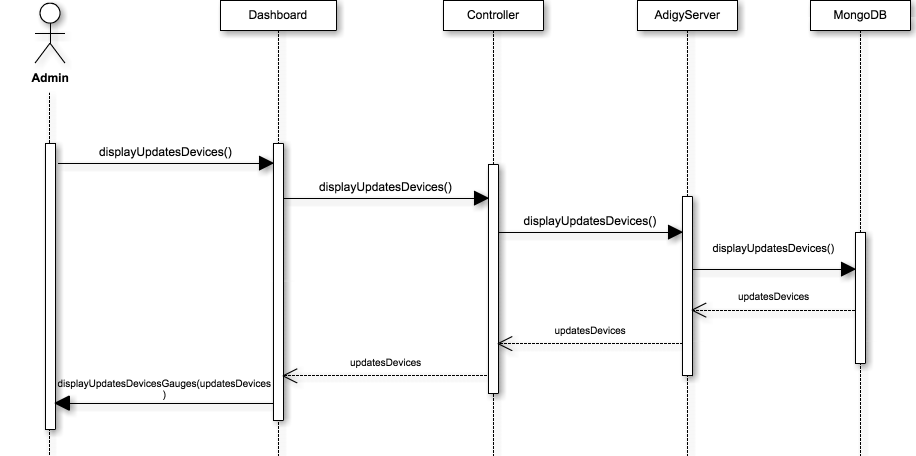 Dashboard
Controller
AdigyServer
MongoDB
Admin
displayUpdatesDevices()
displayUpdatesDevices()
displayUpdatesDevices()
displayUpdatesDevices()
updatesDevices
updatesDevices
updatesDevices
displayUpdatesDevicesGauges(updatesDevices
)